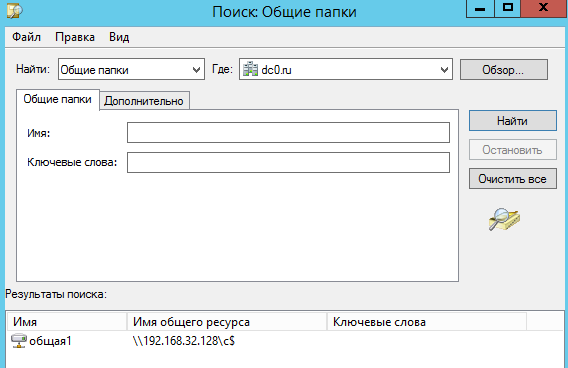 Поиск: Общие папки
Файл Правка Вид
Найти: Общие папки Где: dc0.ru Обзор...
Общие папки Дополнительно
Имя:
Ключевые слова:
Найти
Остановить
Очистить все
Результаты поиска:
Имя Имя общего ресурса Ключевые слова
общая1 \\192.168.32.128\c$